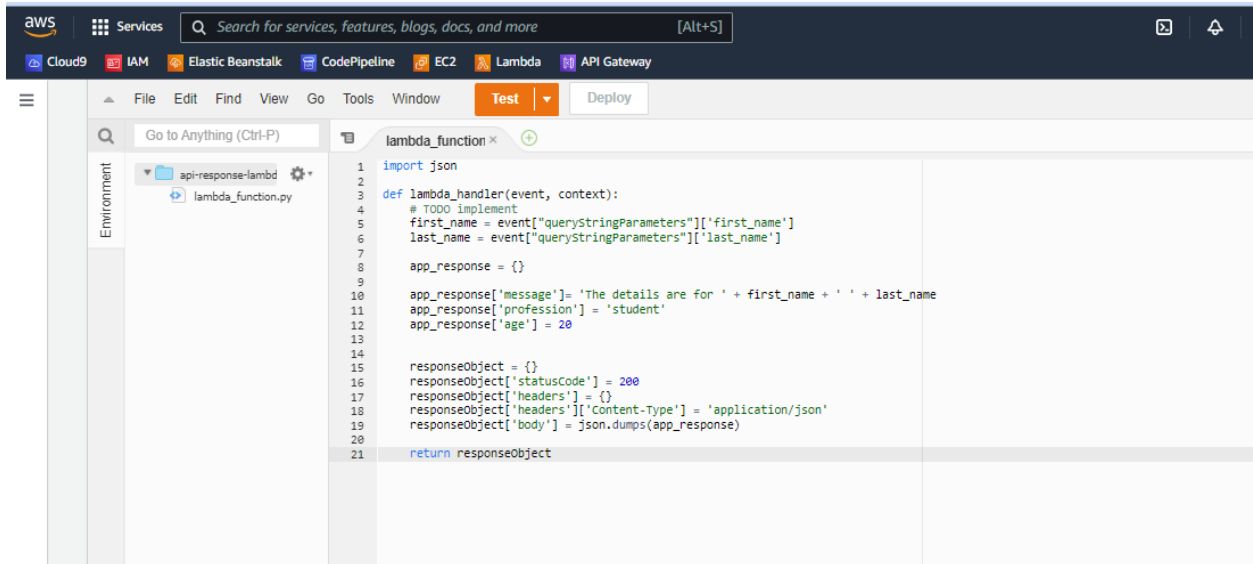 aws
Services
Search for services, features, blogs, docs, and more [Alt+S]
Cloud9 IAM Elastic Beanstalk CodePipeline EC2 Lambda API Gateway
File Edit Find View Go Tools Window Test Deploy
Go to Anything (Ctrl-P)
lambda_function ×
Environment
api-response-lambd
lambda_function.py
1 import json
2
3 def lambda_handler(event, context):
4     # TODO implement
5     first_name = event["queryStringParameters"]['first_name']
6     last_name = event["queryStringParameters"]['last_name']
7
8     app_response = {}
9
10     app_response['message']= 'The details are for ' + first_name + ' ' + last_name
11     app_response['profession'] = 'student'
12     app_response['age'] = 20
13
14
15     responseObject = {}
16     responseObject['statusCode'] = 200
17     responseObject['headers'] = {}
18     responseObject['headers']['Content-Type'] = 'application/json'
19     responseObject['body'] = json.dumps(app_response)
20
21     return responseObject